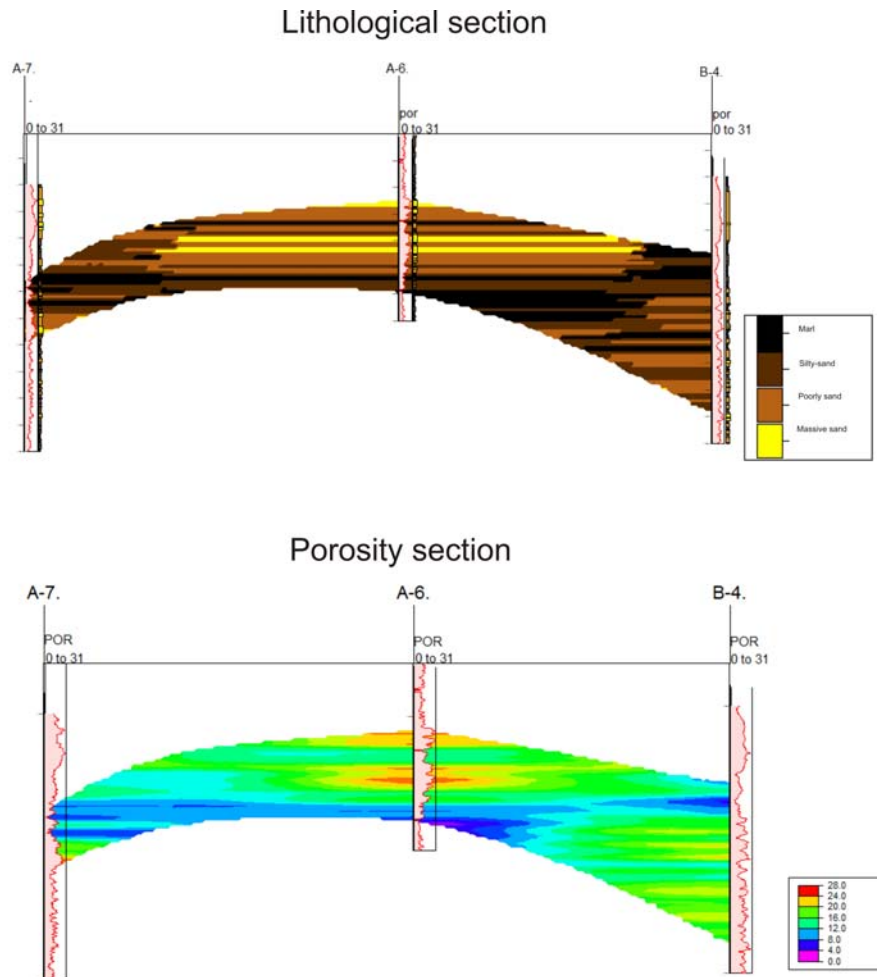 Lithological section
A-7.
A-6.
B-4.
por
por
0 to 31
0 to 31
0 to 31
Marl
Silty-sand
Poorly sand
Massive sand
Porosity section
A-7.
A-6.
B-4.
POR
POR
POR
0 to 31
0 to 31
0 to 31
28.0
24.0
20.0
16.0
12.0
8.0
4.0
0.0